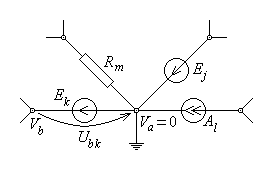 R_m
E_j
E_k
V_b
U_bk
V_a=0
A_l